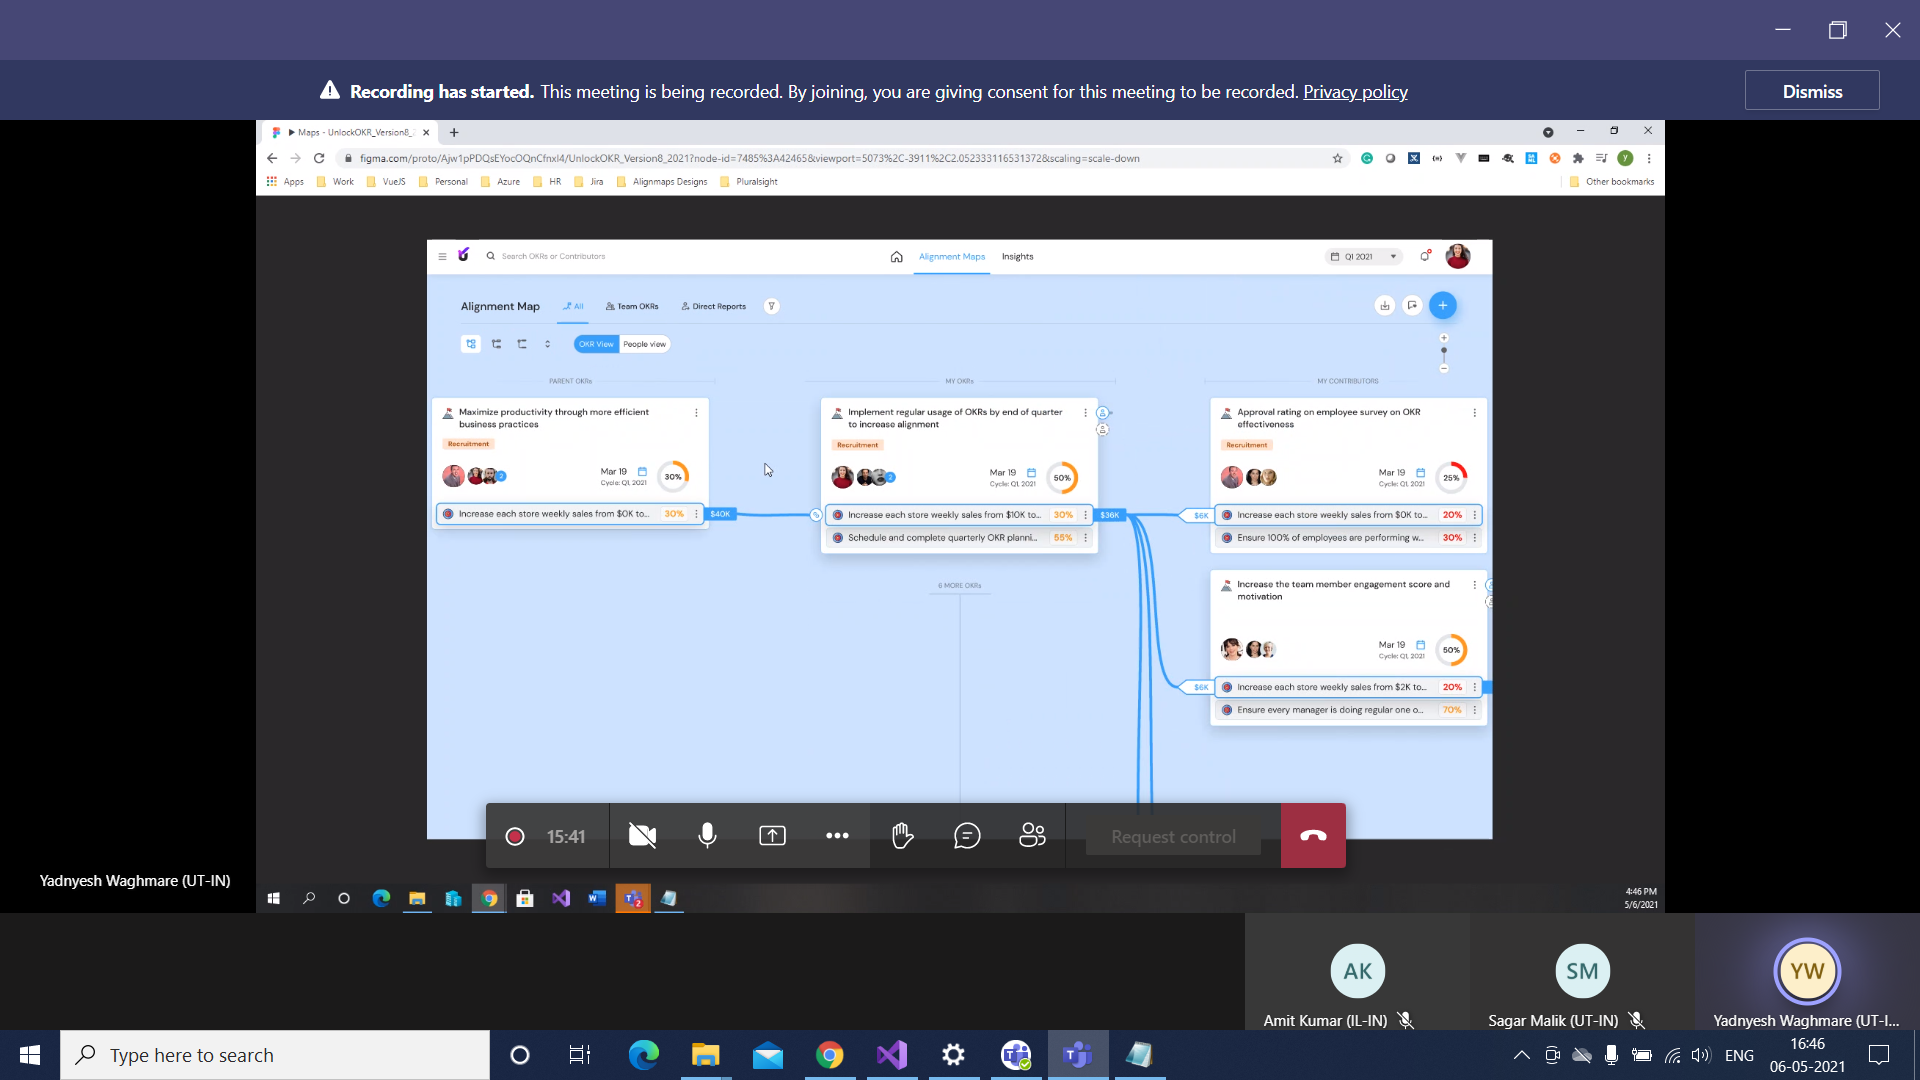 Recording has started. This meeting is being recorded. By joining, you are giving consent for this meeting to be recorded. Privacy policy
Dismiss
Maps - UnlockOKR_Version8_
figma.com/proto/Ajw1pPDQsEYocOQnCfnxl4/UnlockOKR_Version8_2021?node-id=7485%3A42465&viewport=5073%2C-3911%2C2.052333116531372&scaling=scale-down
Apps Work VueJS Personal Azure HR Jira Alignmaps Designs Pluralsight Other bookmarks
Search OKRs or Contributors
Alignment Maps Insights
Q1 2021
Alignment Map All Team OKRs Direct Reports
OKR View People view
PARENT OKRs MY OKRs MY CONTRIBUTORS
Maximize productivity through more efficient
business practices
Recruitment
2
Mar 19
Cycle: Q1, 2021
30%
Increase each store weekly sales from $0K to... 30%
$40K
Implement regular usage of OKRs by end of quarter
to increase alignment
Recruitment
2
Mar 19
Cycle: Q1, 2021
50%
Increase each store weekly sales from $10K to... 30%
$36K
Schedule and complete quarterly OKR planni... 55%
6 MORE OKRs
Approval rating on employee survey on OKR
effectiveness
Recruitment
Mar 19
Cycle: Q1, 2021
25%
$6K
Increase each store weekly sales from $0K to... 20%
Ensure 100% of employees are performing w... 30%
Increase the team member engagement score and
motivation
Mar 19
Cycle: Q1, 2021
50%
$6K
Increase each store weekly sales from $2K to... 20%
Ensure every manager is doing regular one o... 70%
15:41
Request control
Yadnyesh Waghmare (UT-IN)
4:46 PM
5/6/2021
AK
Amit Kumar (IL-IN)
SM
Sagar Malik (UT-IN)
YW
Yadnyesh Waghmare (UT-I...
Type here to search
ENG
16:46
06-05-2021